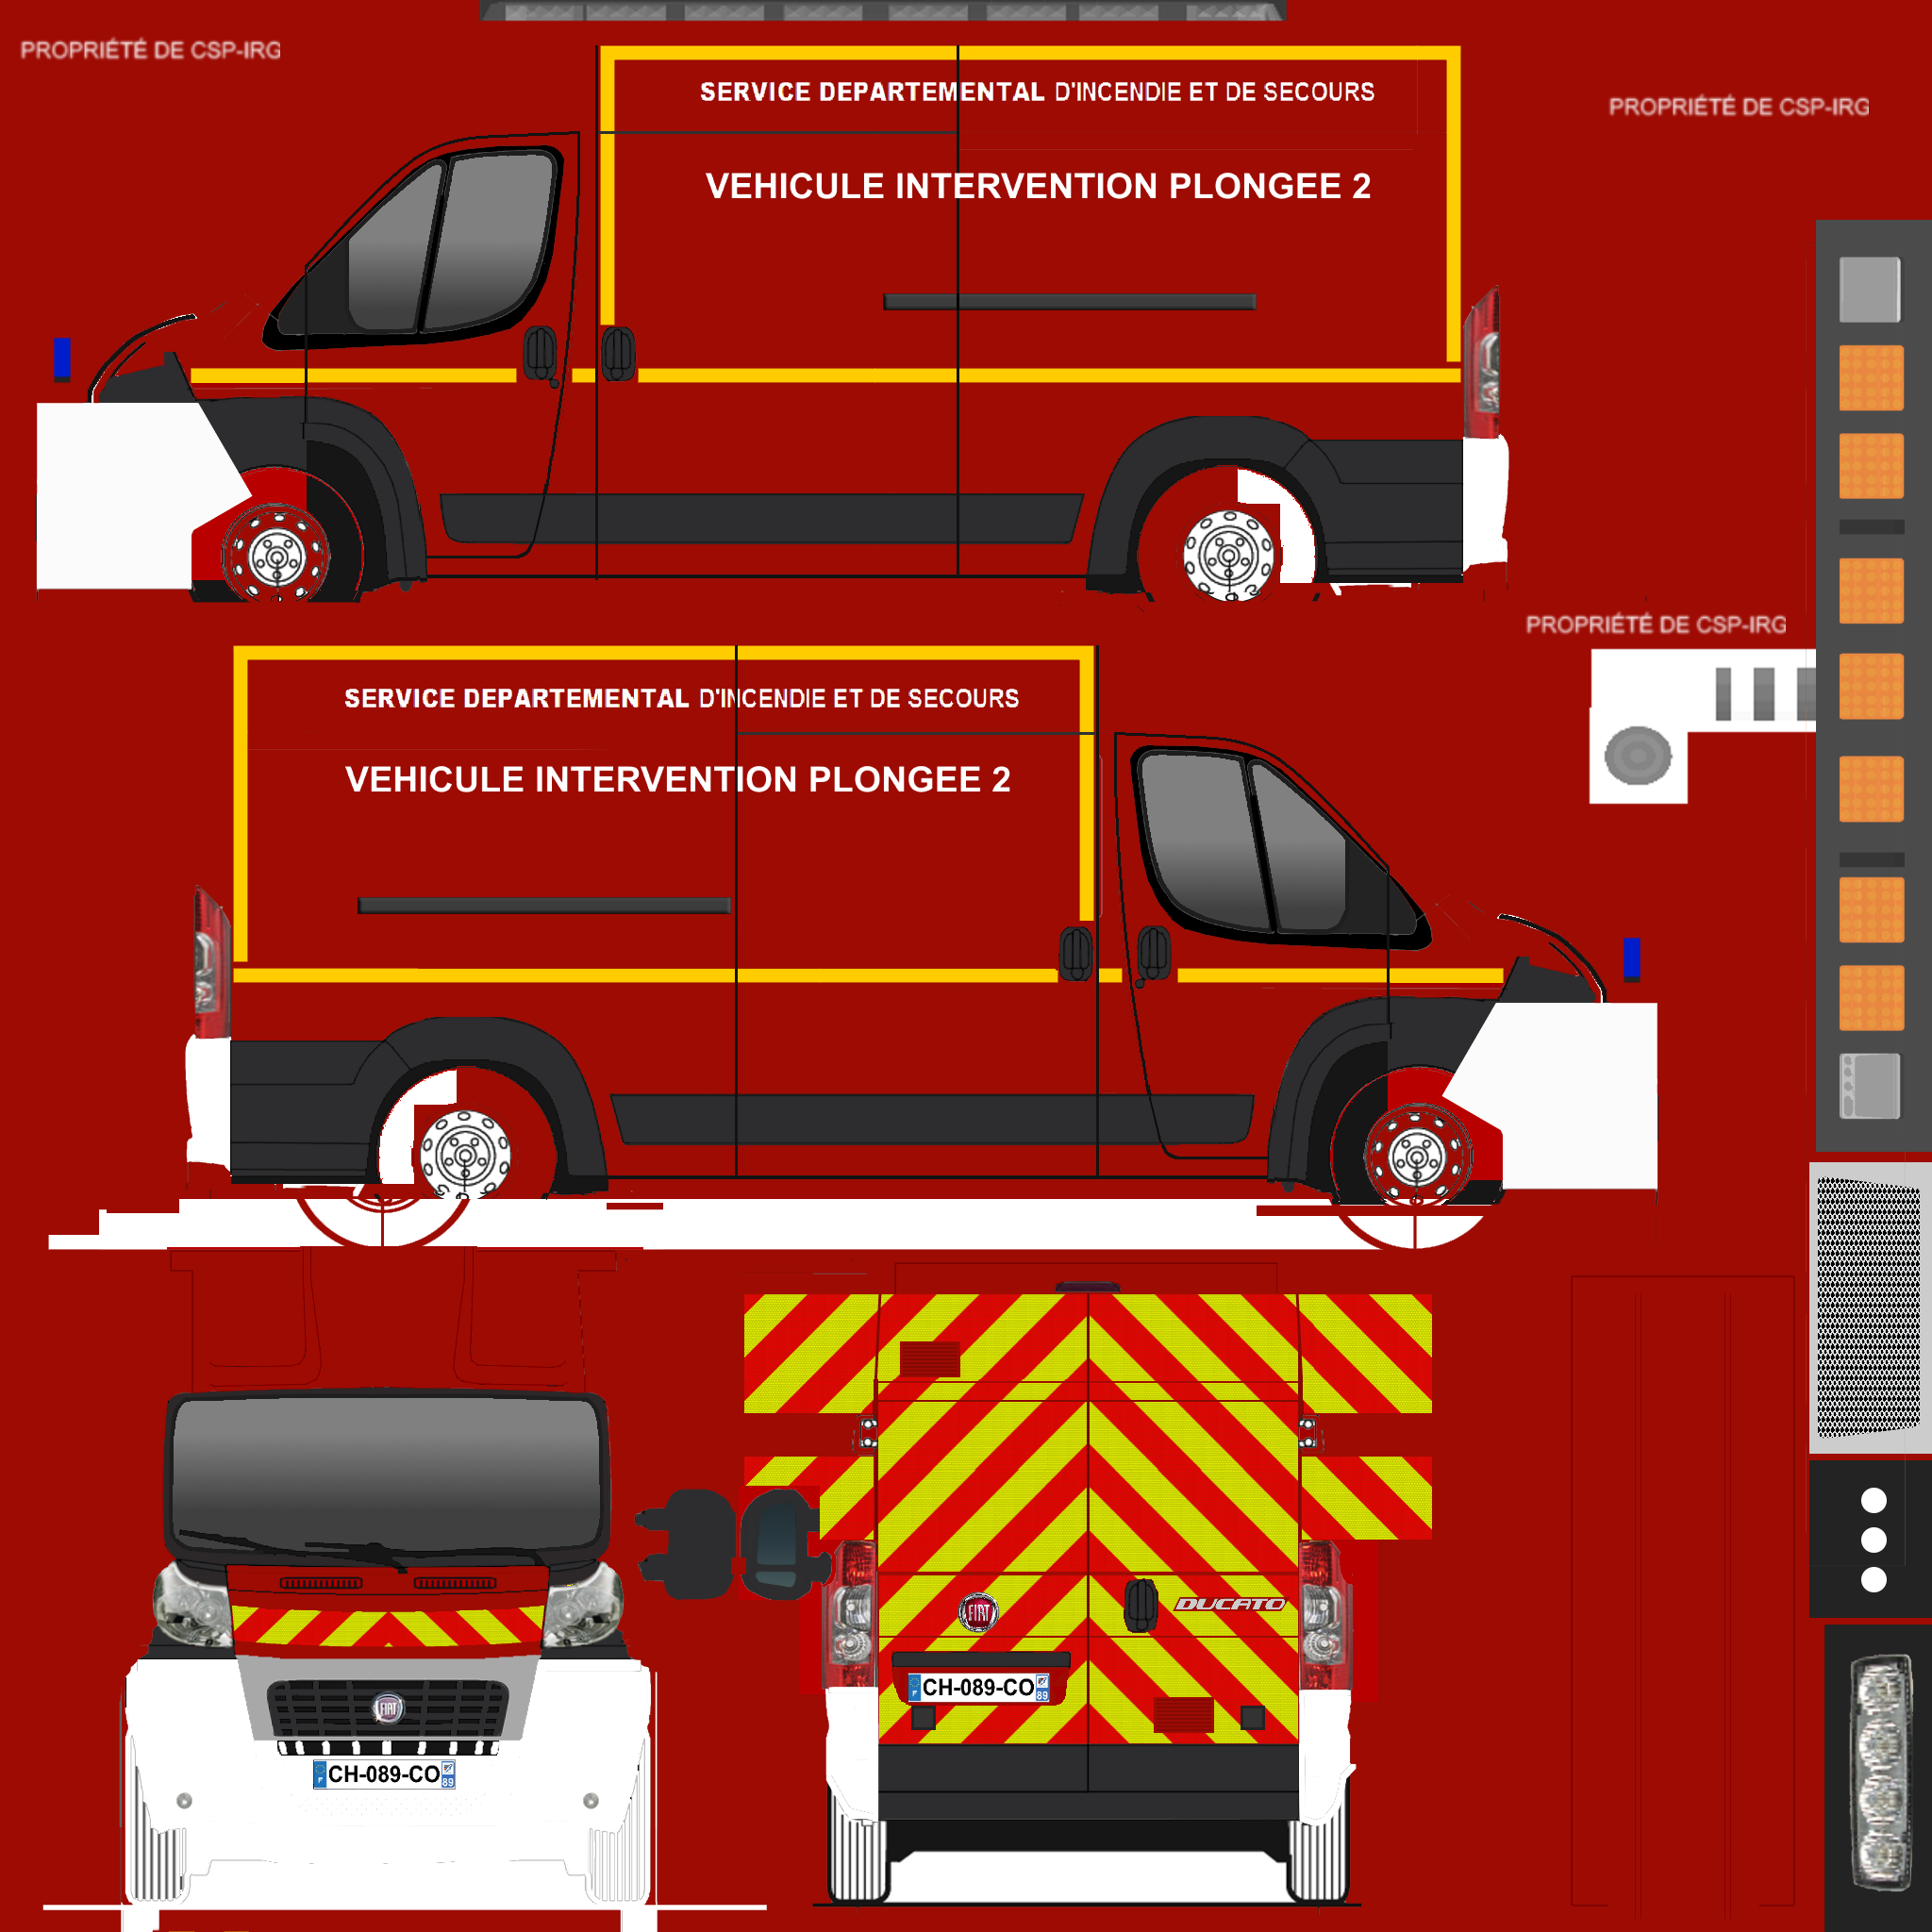 PROPRIÉTÉ DE CSP-IRG
SERVICE DEPARTEMENTAL D'INCENDIE ET DE SECOURS
PROPRIÉTÉ DE CSP-IRG
VEHICULE INTERVENTION PLONGEE 2
PROPRIÉTÉ DE CSP-IRG
SERVICE DEPARTEMENTAL D'INCENDIE ET DE SECOURS
VEHICULE INTERVENTION PLONGEE 2
FIAT
DUCATO
F CH-089-CO 89
FIAT
F CH-089-CO 89